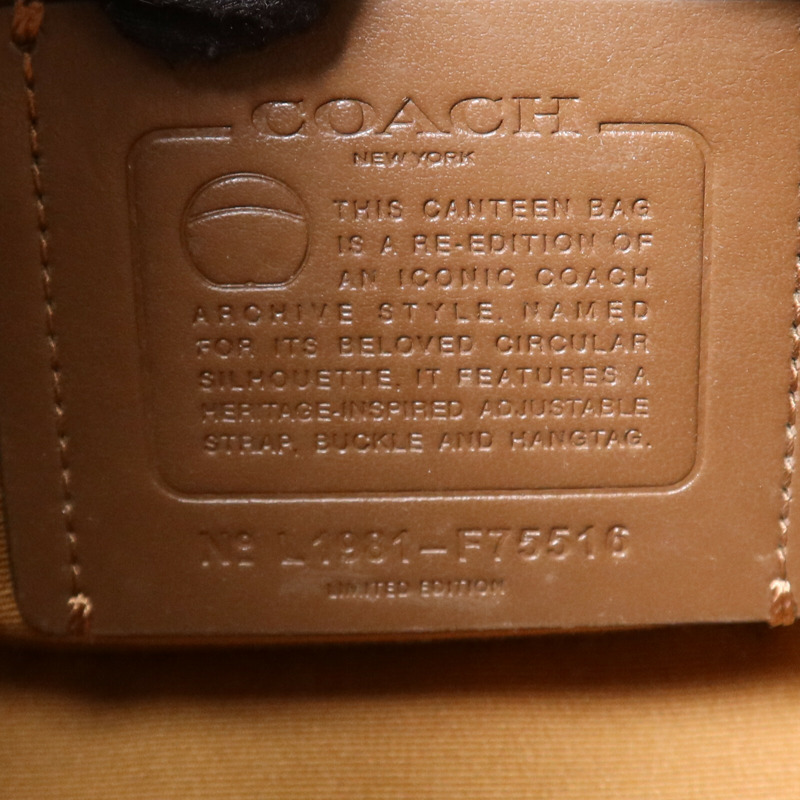 COACH
NEW YORK
THIS CANTEEN BAG
IS A RE-EDITION OF
AN ICONIC COACH
ARCHIVE STYLE. NAMED
FOR ITS BELOVED CIRCULAR
SILHOUETTE, IT FEATURES A
HERITAGE-INSPIRED ADJUSTABLE
STRAP, BUCKLE AND HANGTAG.
Nº L1981-F75516
LIMITED EDITION